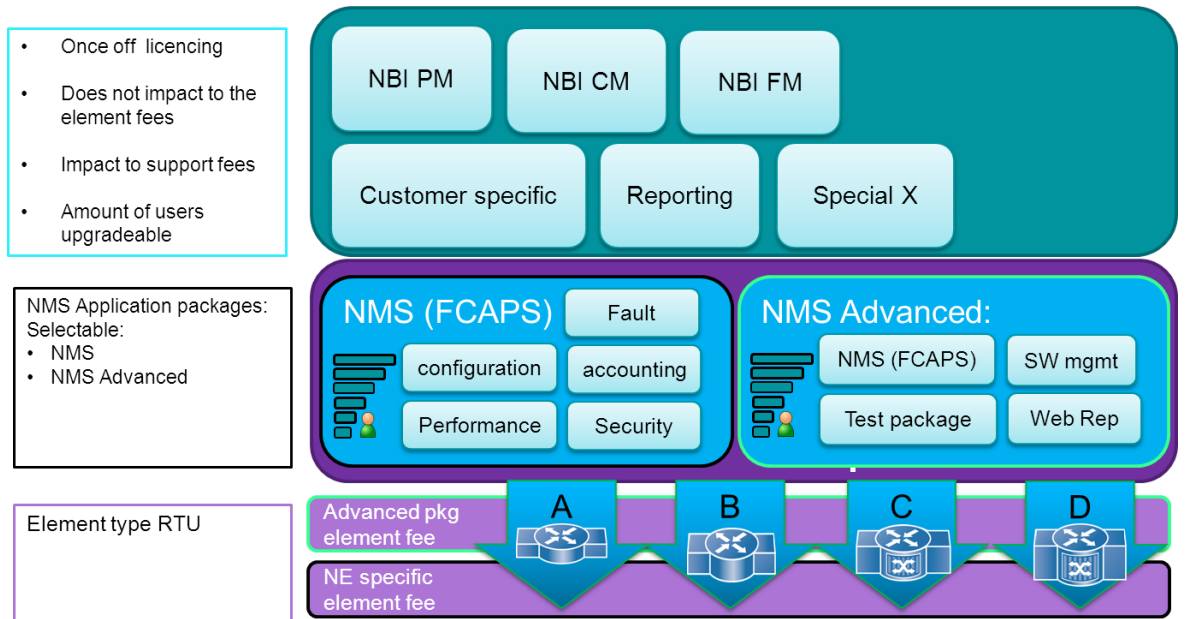 • Once off licencing
• Does not impact to the
element fees
• Impact to support fees
• Amount of users
upgradeable
NBI PM
NBI CM
NBI FM
Customer specific
Reporting
Special X
NMS Application packages:
Selectable:
• NMS
• NMS Advanced
NMS (FCAPS)
Fault
configuration
accounting
Performance
Security
NMS Advanced:
NMS (FCAPS)
SW mgmt
Test package
Web Rep
Element type RTU
Advanced pkg
element fee
A
B
C
D
NE specific
element fee